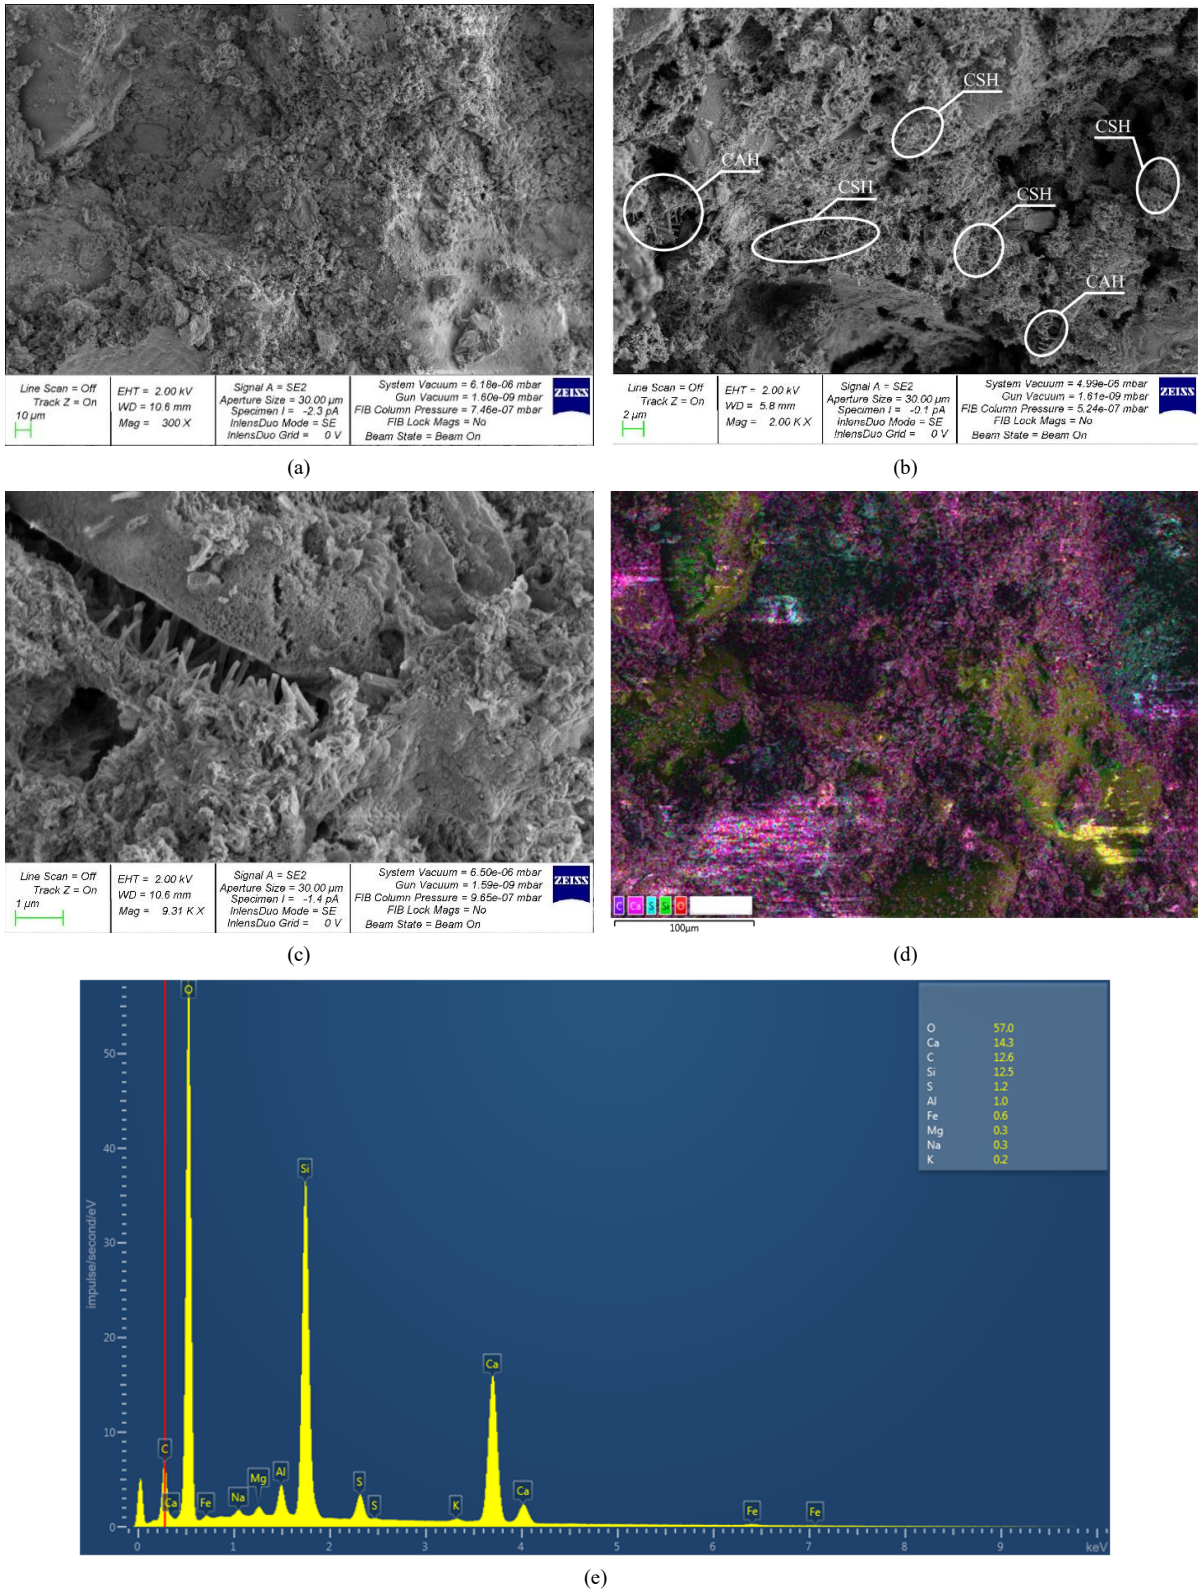 Line Scan = Off
Track Z = On
10 µm
EHT = 2.00 kV
WD = 10.6 mm
Mag = 300 X
Signal A = SE2
Aperture Size = 30.00 µm
Specimen I = -2.3 pA
InlensDuo Mode = SE
InlensDuo Grid = 0 V
System Vacuum = 6.18e-06 mbar
Gun Vacuum = 1.60e-09 mbar
FIB Column Pressure = 7.46e-07 mbar
FIB Lock Mags = No
Beam State = Beam On
ZEISS
(a)
CSH
CSH
CAH
CSH
CSH
CAH
Line Scan = Off
Track Z = On
2 µm
EHT = 2.00 kV
WD = 5.8 mm
Mag = 2.00 K X
Signal A = SE2
Aperture Size = 30.00 µm
Specimen I = -0.1 pA
InlensDuo Mode = SE
InlensDuo Grid = 0 V
System Vacuum = 4.99e-06 mbar
Gun Vacuum = 1.61e-09 mbar
FIB Column Pressure = 5.24e-07 mbar
FIB Lock Mags = No
Beam State = Beam On
ZEISS
(b)
Line Scan = Off
Track Z = On
1 µm
EHT = 2.00 kV
WD = 10.6 mm
Mag = 9.31 K X
Signal A = SE2
Aperture Size = 30.00 µm
Specimen I = -1.4 pA
InlensDuo Mode = SE
InlensDuo Grid = 0 V
System Vacuum = 6.50e-06 mbar
Gun Vacuum = 1.59e-09 mbar
FIB Column Pressure = 9.65e-07 mbar
FIB Lock Mags = No
Beam State = Beam On
ZEISS
(c)
C Ca S Si O
100µm
(d)
impulse/second/eV
50
40
30
20
10
0
O
Si
Ca
C
Ca
Fe
Na
Mg
Al
S
S
K
Ca
Fe
Fe
O 57.0
Ca 14.3
C 12.6
Si 12.5
S 1.2
Al 1.0
Fe 0.6
Mg 0.3
Na 0.3
K 0.2
0 1 2 3 4 5 6 7 8 9 keV
(e)